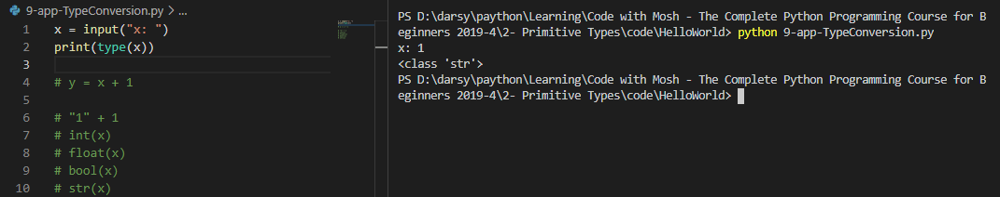 9-app-TypeConversion.py > ...
1 x = input("x: ")
2 print(type(x))
3
4 # y = x + 1
5
6 # "1" + 1
7 # int(x)
8 # float(x)
9 # bool(x)
10 # str(x)
PS D:\darsy\paython\Learning\Code with Mosh - The Complete Python Programming Course for B
eginners 2019-4\2- Primitive Types\code\HelloWorld> python 9-app-TypeConversion.py
x: 1
<class 'str'>
PS D:\darsy\paython\Learning\Code with Mosh - The Complete Python Programming Course for B
eginners 2019-4\2- Primitive Types\code\HelloWorld>